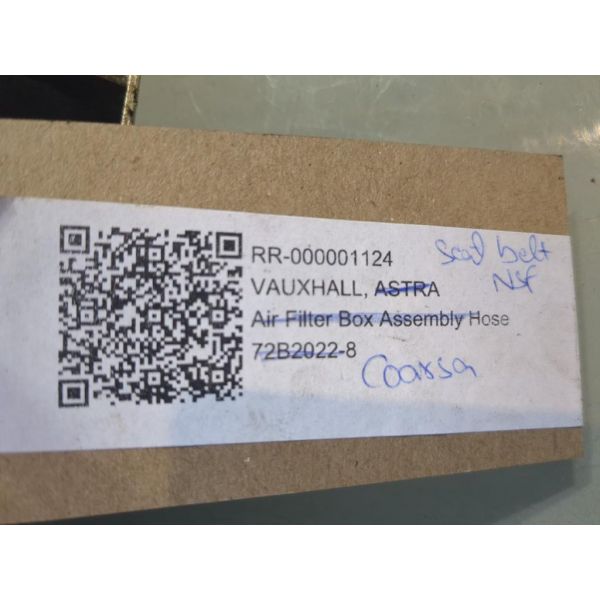 RR-000001124
Seat belt
NSF
VAUXHALL, ASTRA
Air Filter Box Assembly Hose
72B2022-8
Coarsa